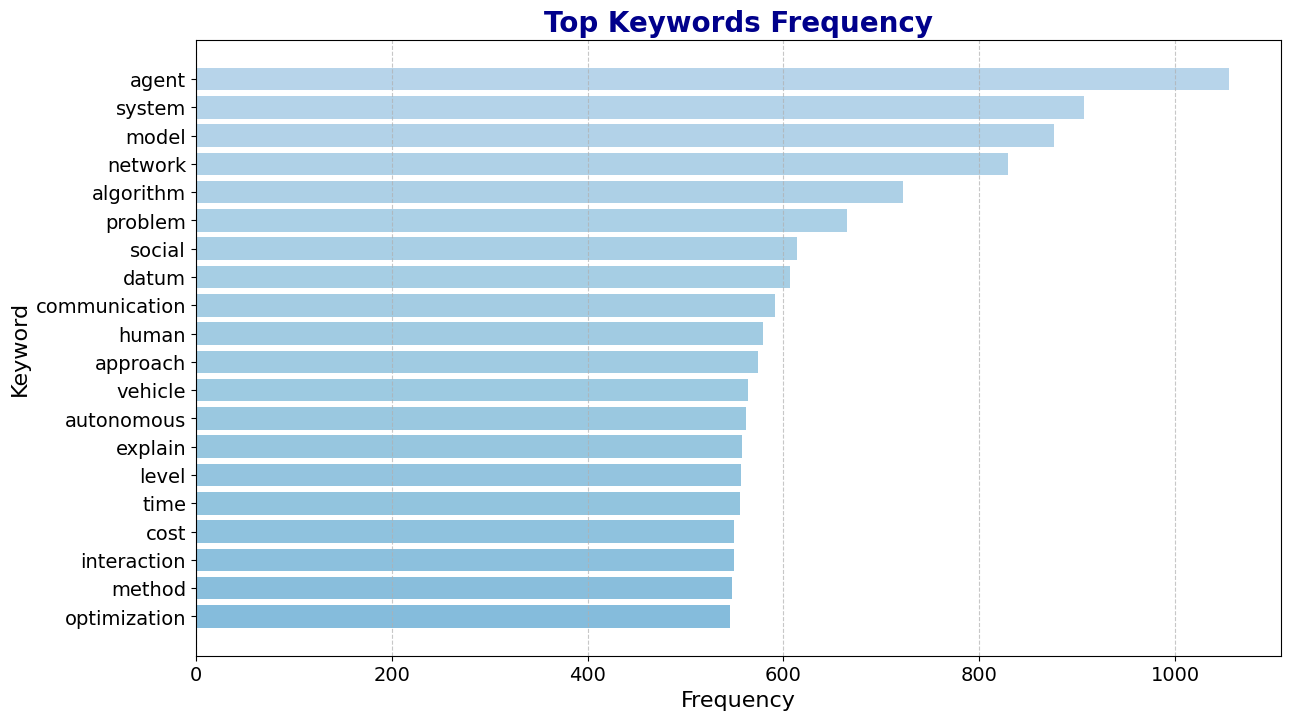 Top Keywords Frequency
agent
system
model
network
algorithm
problem
social
datum
communication
human
approach
vehicle
autonomous
explain
level
time
cost
interaction
method
optimization
Keyword
0 200 400 600 800 1000
Frequency